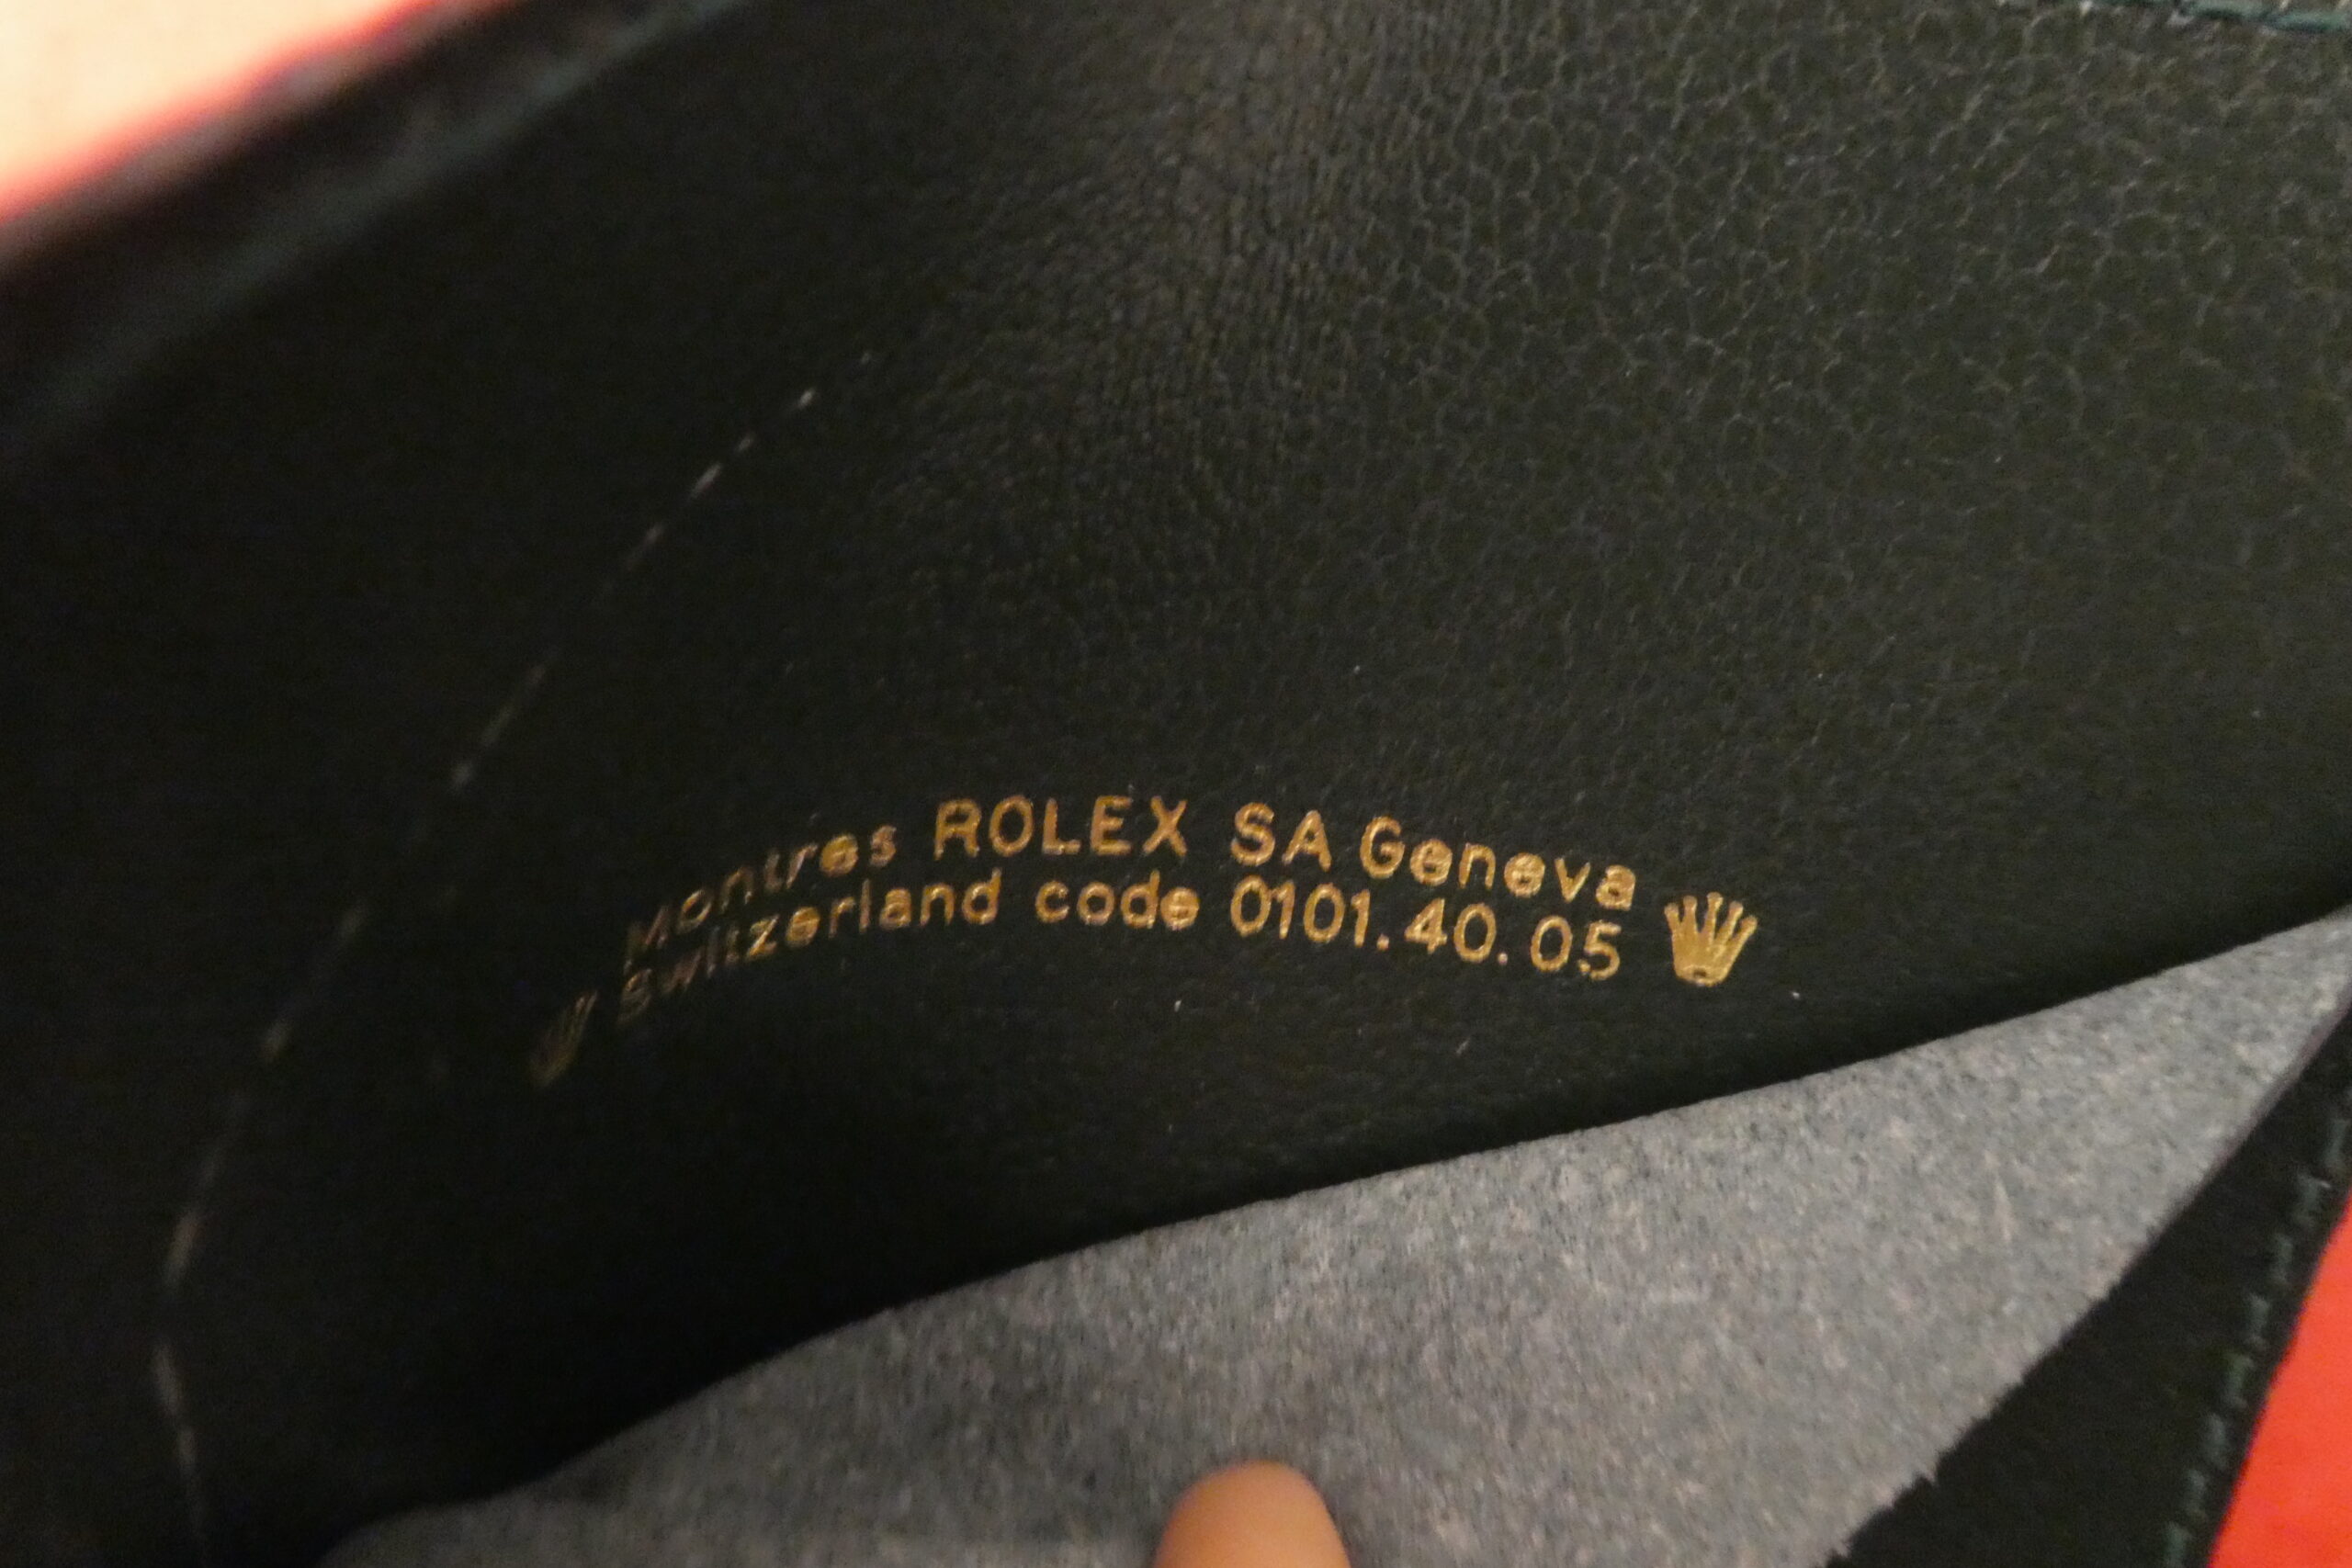 Montres ROLEX SA Geneva
Switzerland code 0101.40.05